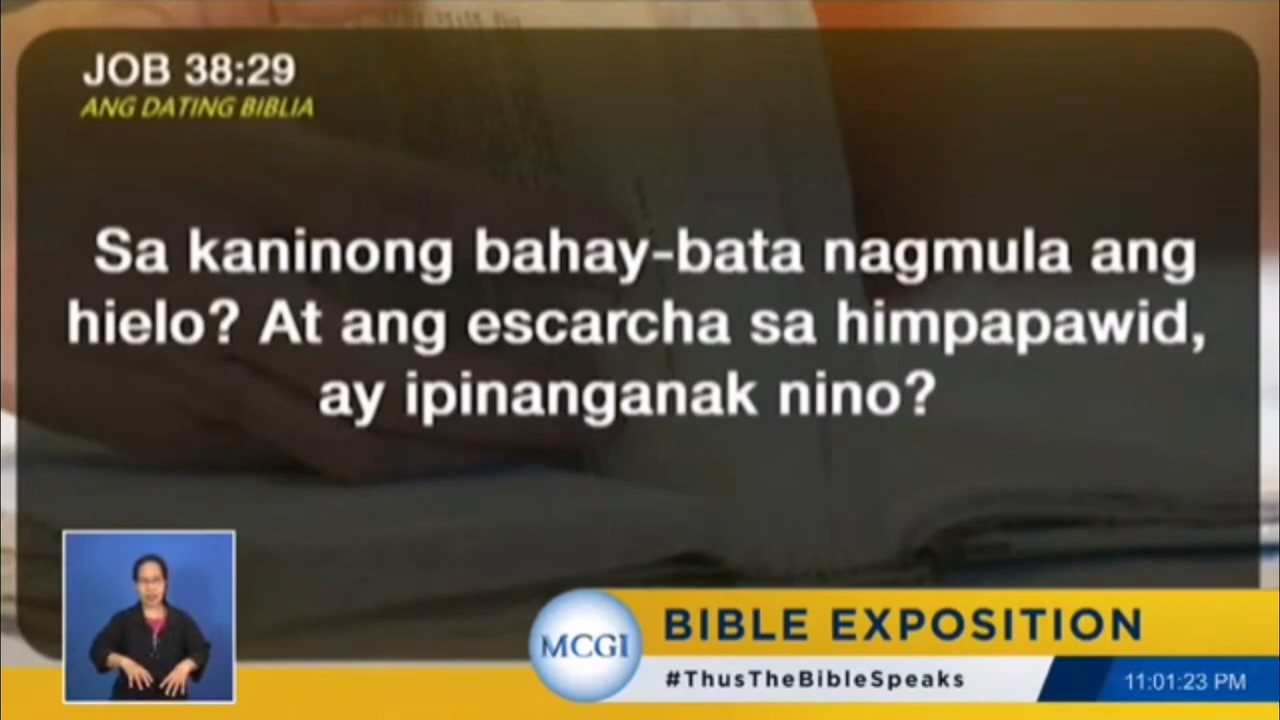 JOB 38:29
ANG DATING BIBLIA
Sa kaninong bahay-bata nagmula ang
hielo? At ang escarcha sa himpapawid,
ay ipinanganak nino?
MCGI
BIBLE EXPOSITION
#ThusTheBibleSpeaks
11:01:23 PM